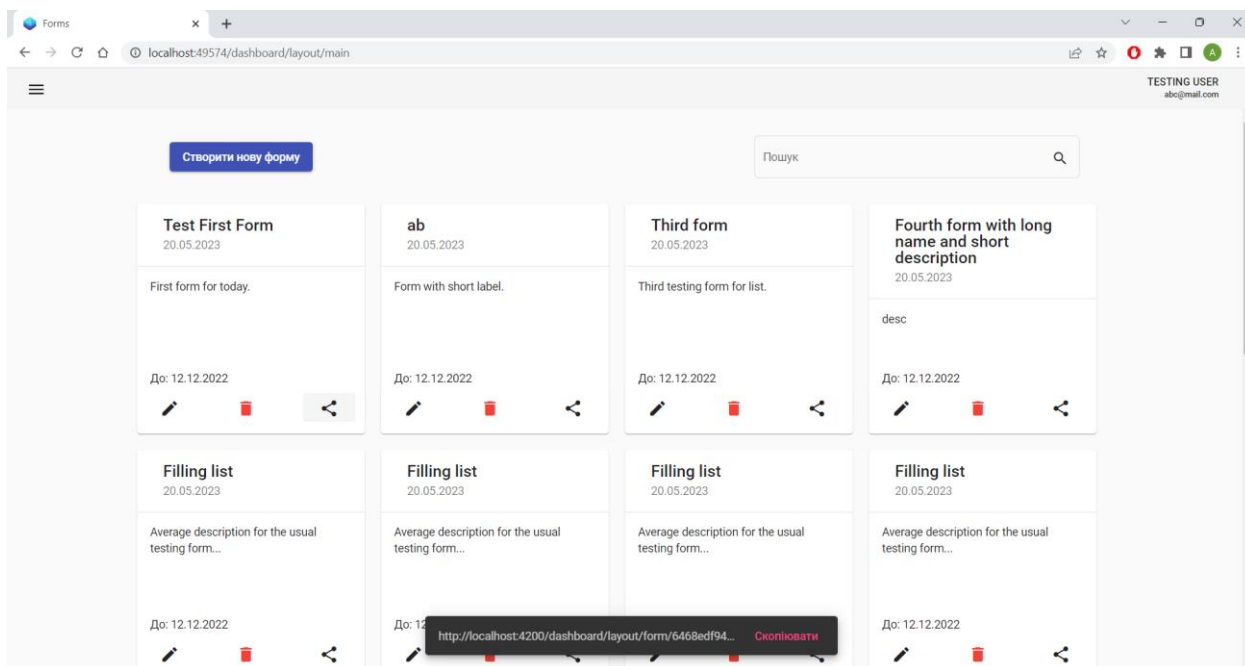 Forms
localhost:49574/dashboard/layout/main
A
TESTING USER
abc@mail.com
Створити нову форму
Пошук
Test First Form
20.05.2023
First form for today.
До: 12.12.2022
ab
20.05.2023
Form with short label.
До: 12.12.2022
Third form
20.05.2023
Third testing form for list.
До: 12.12.2022
Fourth form with long
name and short
description
20.05.2023
desc
До: 12.12.2022
Filling list
20.05.2023
Average description for the usual
testing form...
До: 12.12.2022
Filling list
20.05.2023
Average description for the usual
testing form...
До: 12
Filling list
20.05.2023
Average description for the usual
testing form...
Filling list
20.05.2023
Average description for the usual
testing form...
До: 12.12.2022
http://localhost:4200/dashboard/layout/form/6468edf94... Скопіювати